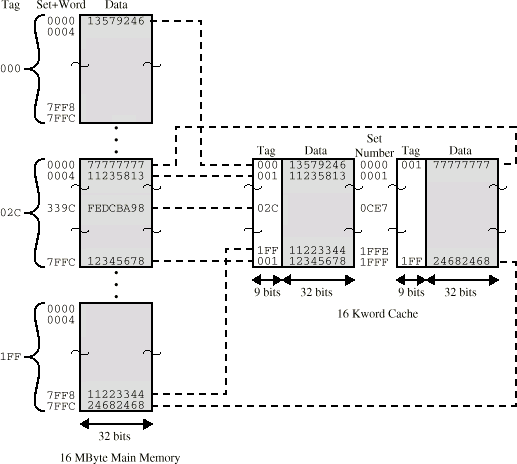 Tag Set+Word Data
0000 13579246
0004
000
7FF8
7FFC
0000 77777777
0004 11235813
02C 339C FEDCBA98
7FFC 12345678
0000
0004
1FF
7FF8 11223344
7FFC 24682468
32 bits
16 MByte Main Memory
Tag Data Set Number Tag Data
000 13579246 0000 001 77777777
001 11235813 0001
02C 0CE7
1FF 11223344 1FFE
001 12345678 1FFF 1FF 24682468
9 bits 32 bits 9 bits 32 bits
16 Kword Cache